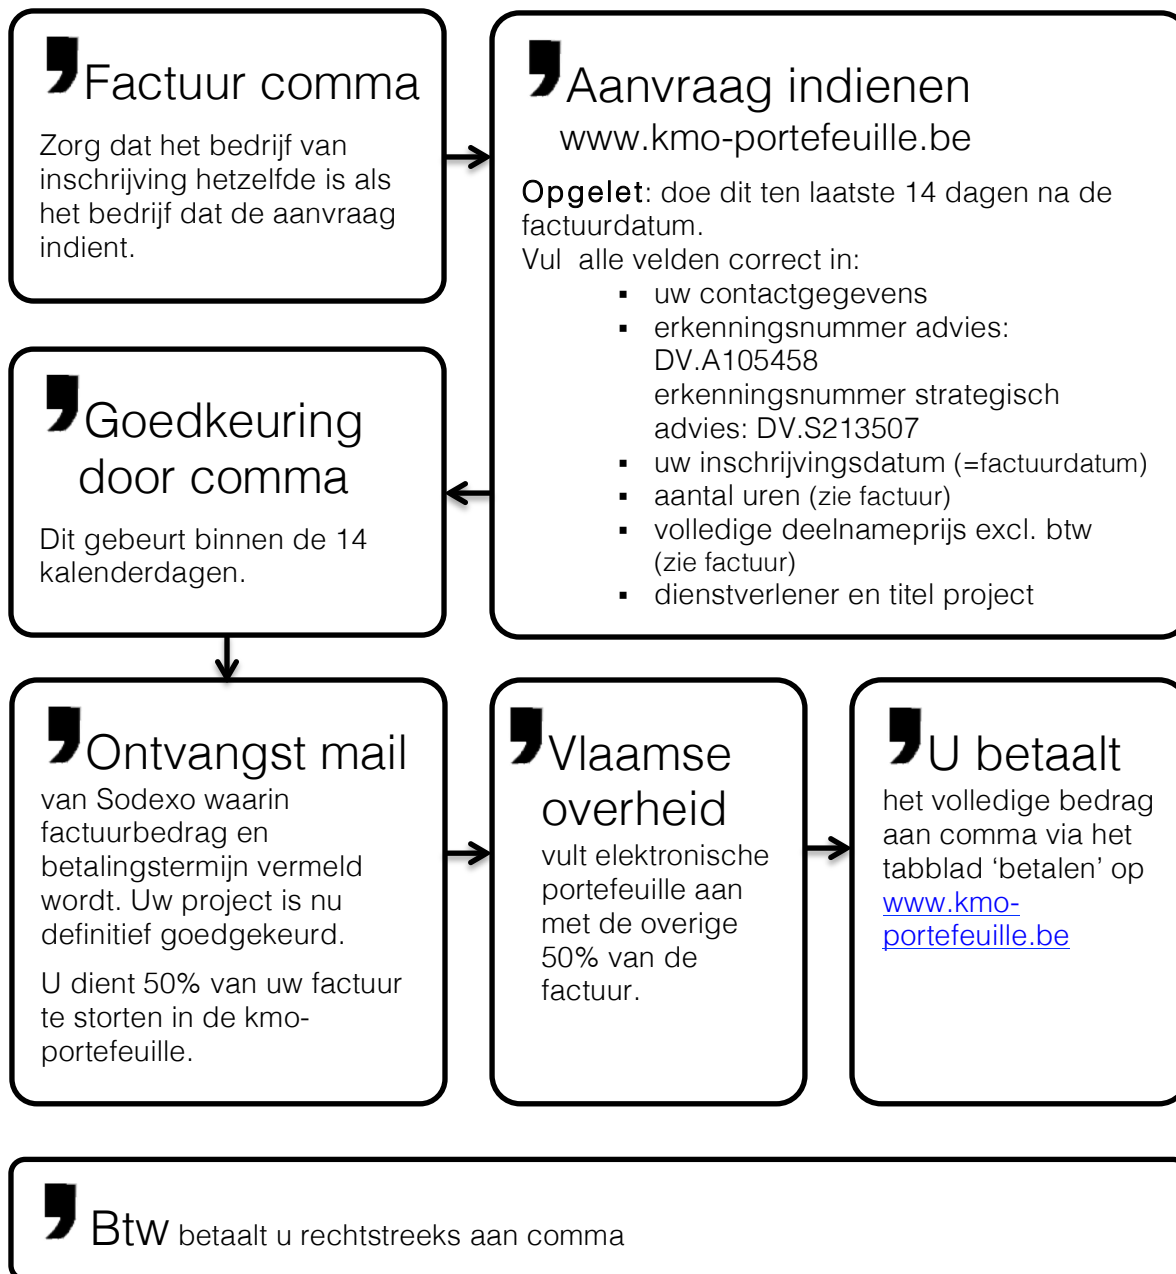 Factuur comma
Zorg dat het bedrijf van
inschrijving hetzelfde is als
het bedrijf dat de aanvraag
indient.
Aanvraag indienen
www.kmo-portefeuille.be
Opgelet: doe dit ten laatste 14 dagen na de
factuurdatum.
Vul alle velden correct in:
▪ uw contactgegevens
▪ erkenningsnummer advies:
DV.A105458
erkenningsnummer strategisch
advies: DV.S213507
▪ uw inschrijvingsdatum (=factuurdatum)
▪ aantal uren (zie factuur)
▪ volledige deelnameprijs excl. btw
(zie factuur)
▪ dienstverlener en titel project
Goedkeuring
door comma
Dit gebeurt binnen de 14
kalenderdagen.
Ontvangst mail
van Sodexo waarin
factuurbedrag en
betalingstermijn vermeld
wordt. Uw project is nu
definitief goedgekeurd.
U dient 50% van uw factuur
te storten in de kmo-
portefeuille.
Vlaamse
overheid
vult elektronische
portefeuille aan
met de overige
50% van de
factuur.
U betaalt
het volledige bedrag
aan comma via het
tabblad ‘betalen’ op
www.kmo-
portefeuille.be
Btw betaalt u rechtstreeks aan comma